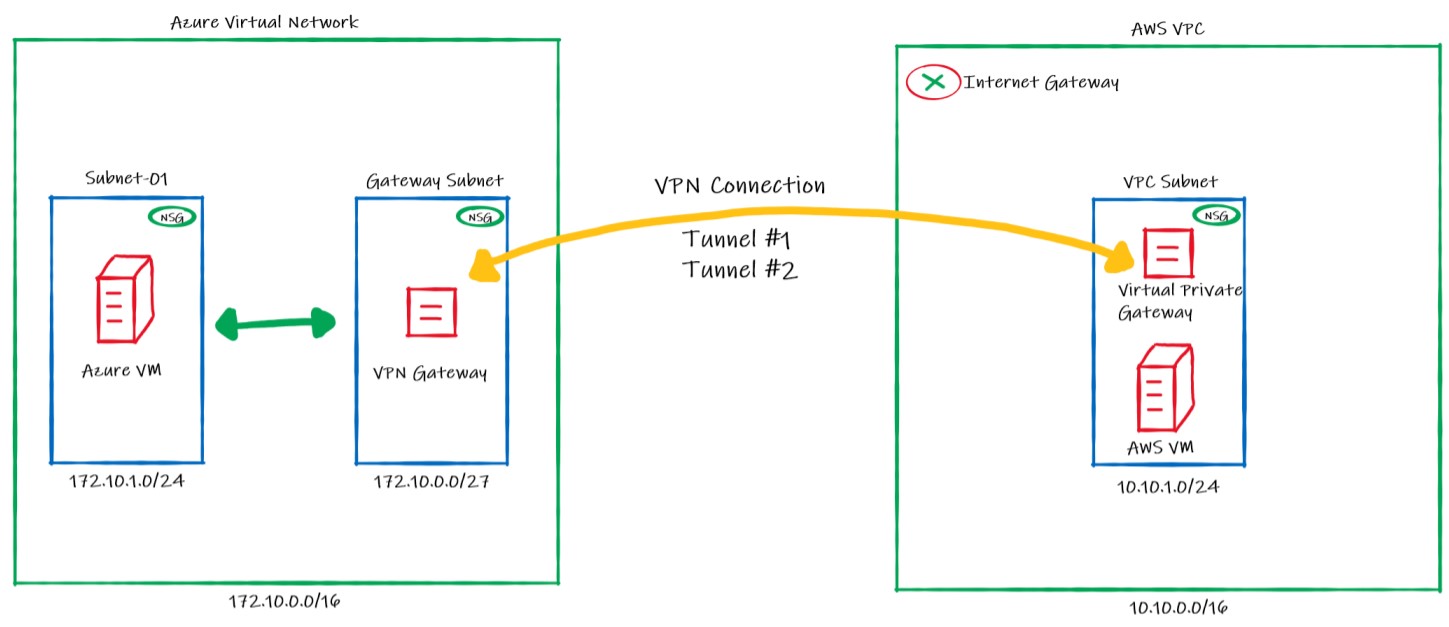 Azure Virtual Network
AWS VPC
Internet Gateway
Subnet-01
Gateway Subnet
VPN Connection
VPC Subnet
NSG
NSG
NSG
Tunnel #1
Tunnel #2
Virtual Private
Gateway
Azure VM
VPN Gateway
AWS VM
172.10.1.0/24
172.10.0.0/27
10.10.1.0/24
172.10.0.0/16
10.10.0.0/16